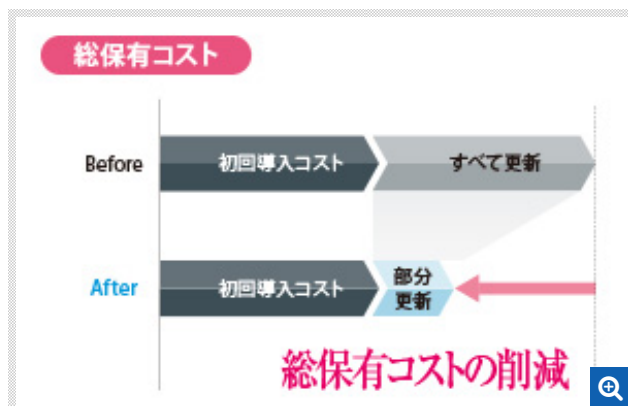 総保有コスト
Before
初回導入コスト
すべて更新
After
初回導入コスト
部分
更新
総保有コストの削減